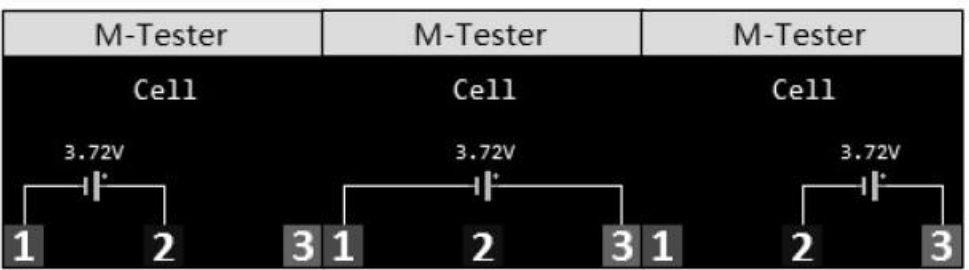 M-Tester M-Tester M-Tester
Cell Cell Cell
3.72V 3.72V 3.72V
1 2 3 1 2 3 1 2 3